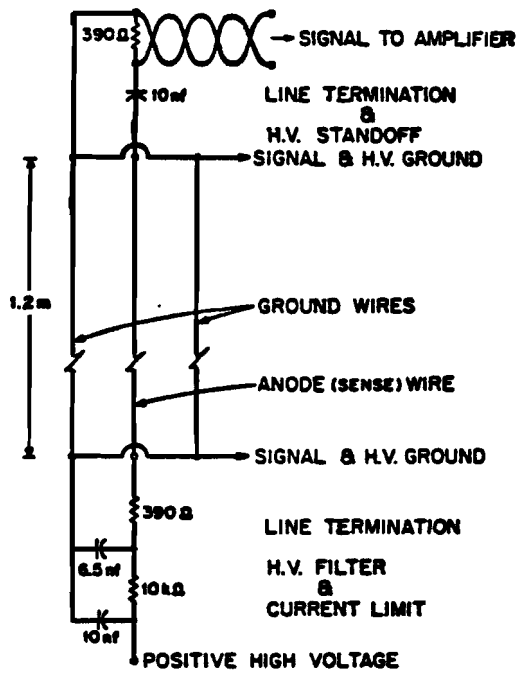 390Ω
SIGNAL TO AMPLIFIER
10nf
LINE TERMINATION
&
H.V. STANDOFF
SIGNAL & H.V. GROUND
1.2m
GROUND WIRES
ANODE (SENSE) WIRE
SIGNAL & H.V. GROUND
390Ω
LINE TERMINATION
6.5nf
H.V. FILTER
&
10kΩ
CURRENT LIMIT
10nf
POSITIVE HIGH VOLTAGE